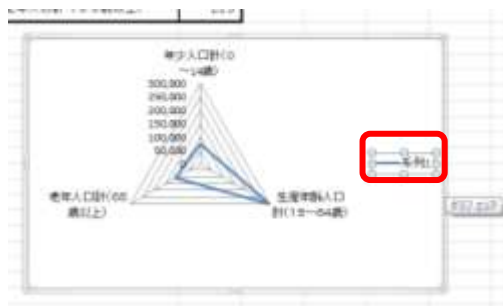 年少人口計(0
～14歳)
300,000
250,000
200,000
150,000
100,000
50,000
0
系列1
老年人口計(65
歳以上)
生産年齢人口
計(15～64歳)